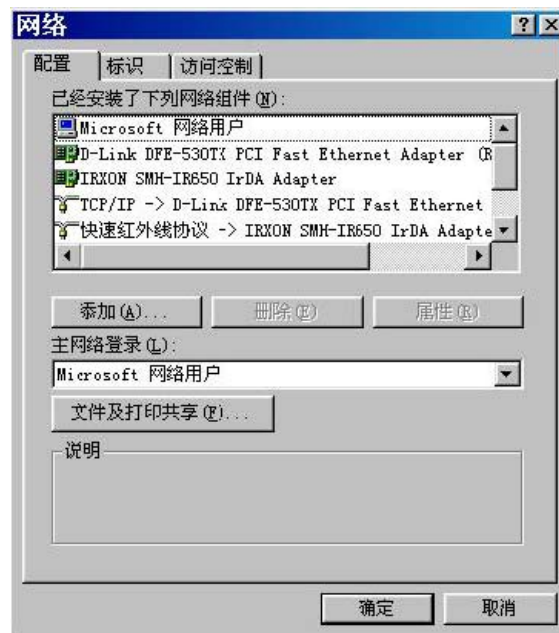 网络
配置 标识 访问控制
已经安装了下列网络组件(N):
Microsoft 网络用户
D-Link DFE-530TX PCI Fast Ethernet Adapter (R
IRXON SMH-IR650 IrDA Adapter
TCP/IP -> D-Link DFE-530TX PCI Fast Ethernet
快速红外线协议 -> IRXON SMH-IR650 IrDA Adapte
添加(A)... 删除(E) 属性(R)
主网络登录(L):
Microsoft 网络用户
文件及打印共享(F)...
说明
确定 取消